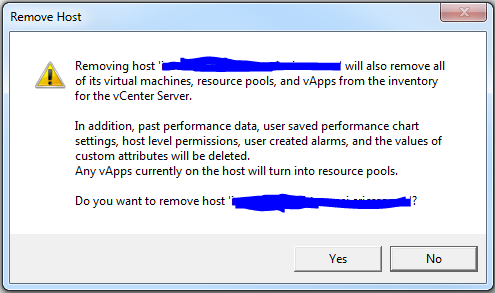 Remove Host
Removing host ' ' will also remove all
of its virtual machines, resource pools, and vApps from the inventory
for the vCenter Server.
In addition, past performance data, user saved performance chart
settings, host level permissions, user created alarms, and the values of
custom attributes will be deleted.
Any vApps currently on the host will turn into resource pools.
Do you want to remove host ' '?
Yes
No